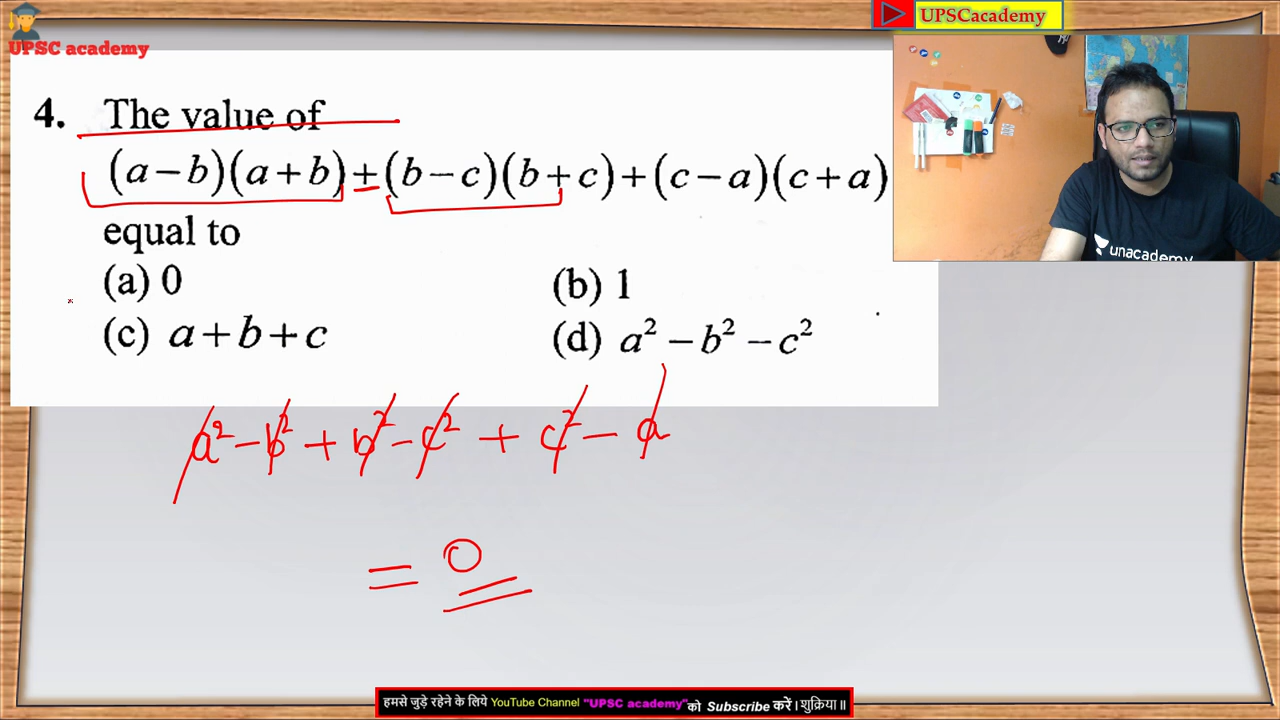 UPSCacademy
UPSC academy
4. The value of
(a−b)(a+b)+(b−c)(b+c)+(c−a)(c+a)
equal to
(a) 0 (b) 1
(c) a+b+c (d) a² −b² −c²
unacademy
a² − b² + b² − c² + c² − a
= 0
हमसे जुड़े रहेने के लिये YouTube Channel "UPSC academy" को Subscribe करें। शुक्रिया॥